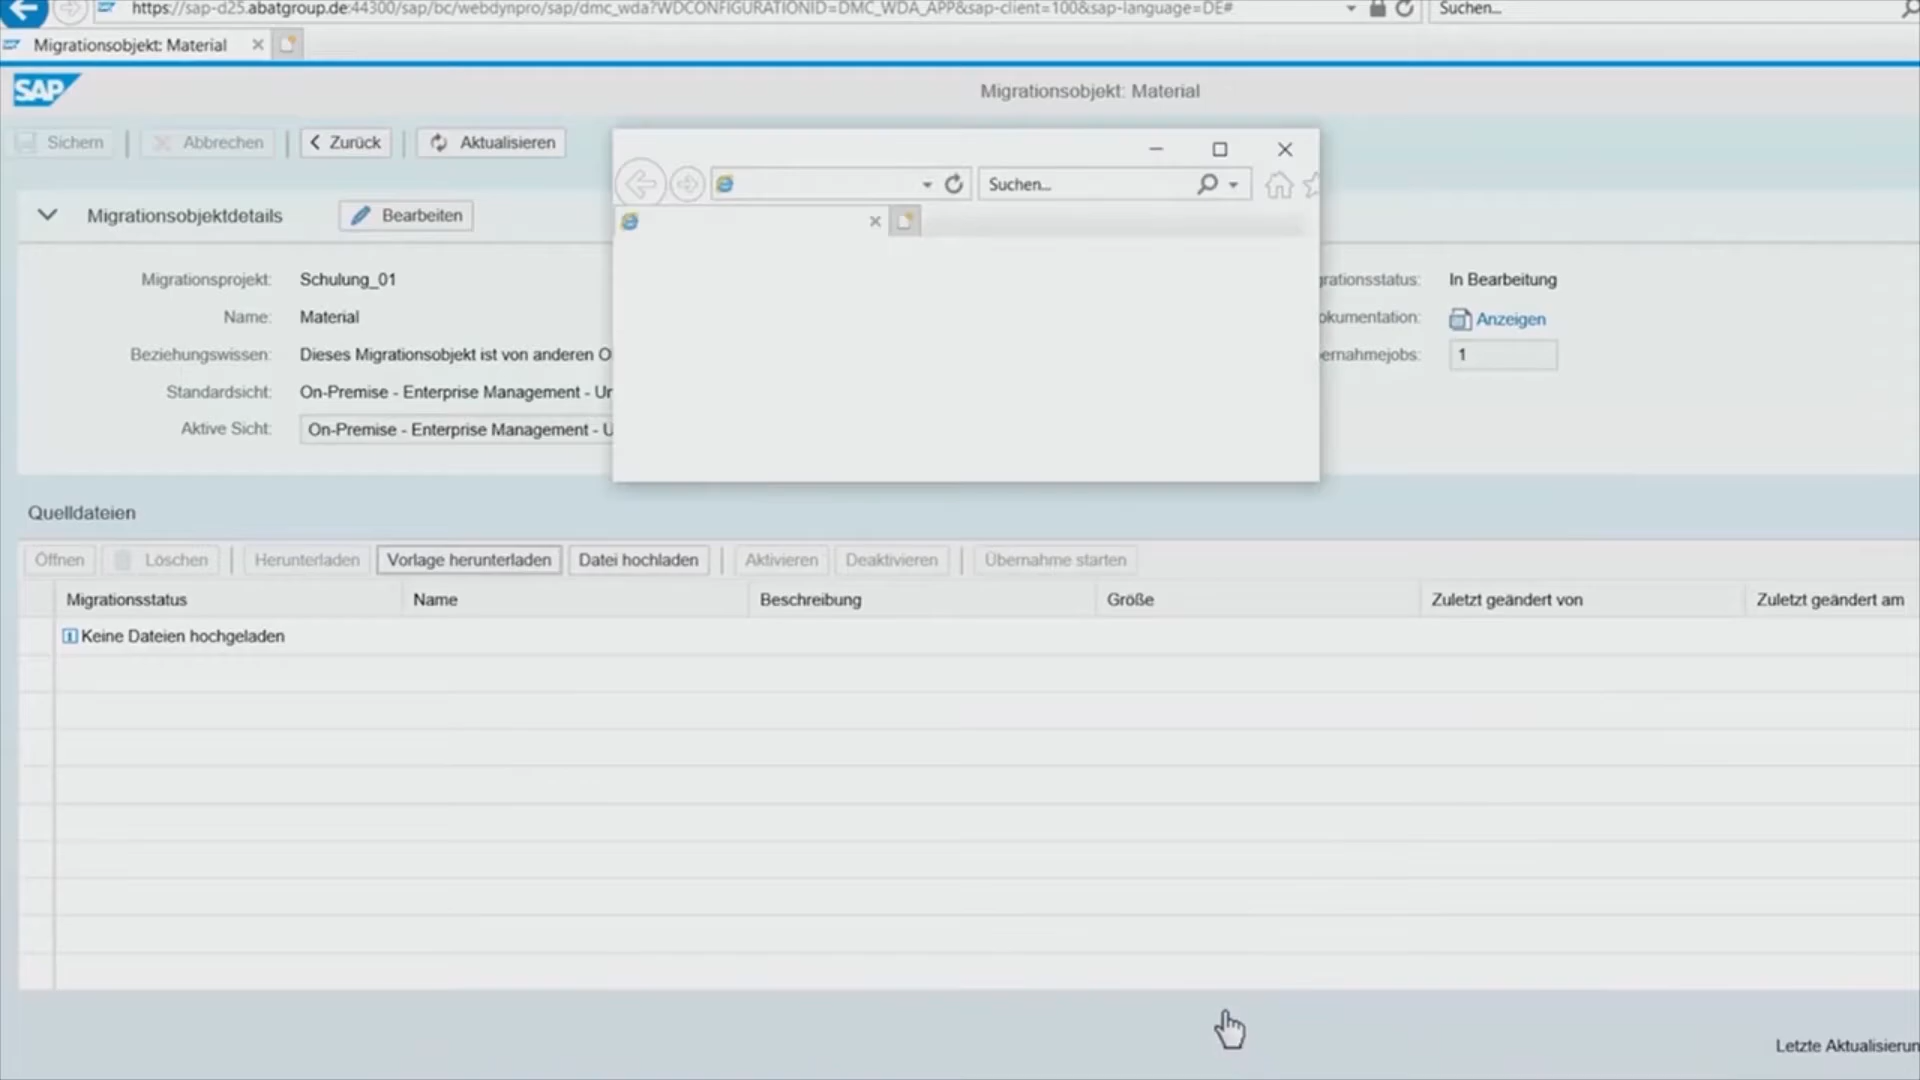 https://sap-d25.abatgroup.de:44300/sap/bc/webdynpro/sap/dmc_wda?WDCONFIGURATIONID=DMC_WDA_APP&sap-client=100&sap-language=DE#
Suchen...
Migrationsobjekt: Material
SAP
Migrationsobjekt: Material
Sichern
Abbrechen
Zurück
Aktualisieren
Suchen...
Migrationsobjektdetails
Bearbeiten
Migrationsprojekt: Schulung_01
grationsstatus: In Bearbeitung
Name: Material
okumentation: Anzeigen
Beziehungswissen: Dieses Migrationsobjekt ist von anderen O
ernahmejobs: 1
Standardsicht: On-Premise - Enterprise Management - Ur
Aktive Sicht: On-Premise - Enterprise Management - U
Quelldateien
Öffnen
Löschen
Herunterladen
Vorlage herunterladen
Datei hochladen
Aktivieren
Deaktivieren
Übernahme starten
Migrationsstatus
Name
Beschreibung
Größe
Zuletzt geändert von
Zuletzt geändert am
Keine Dateien hochgeladen
Letzte Aktualisierun